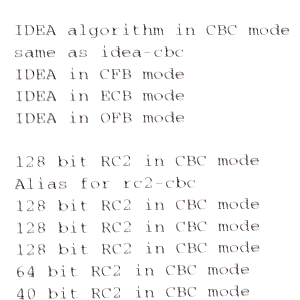 IDEA algorithm in CBC mode
same as idea-cbc
IDEA in CFB mode
IDEA in ECB mode
IDEA in OFB mode
128 bit RC2 in CBC mode
Alias for rc2-cbc
128 bit RC2 in CBC mode
128 bit RC2 in CBC mode
128 bit RC2 in CBC mode
64 bit RC2 in CBC mode
40 bit RC2 in CBC mode